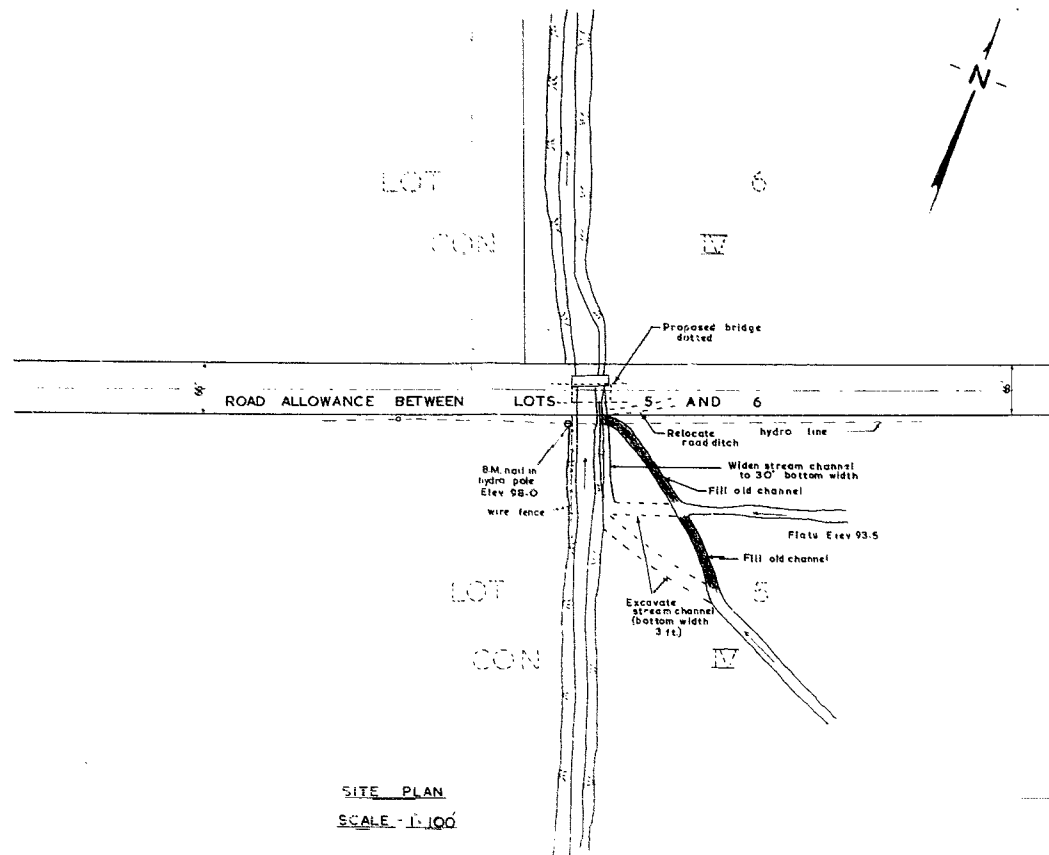 N
LOT 6
CON IV
Proposed bridge
dotted
66'
66'
ROAD ALLOWANCE BETWEEN LOTS 5 AND 6
Relocate
road ditch
hydro line
B.M. nail in
hydro pole
Elev 98.0
Widen stream channel
to 30' bottom width
Fill old channel
wire fence
Flats Elev 93.5
Fill old channel
LOT 5
Excavate
stream channel
(bottom width
3 ft.)
CON IV
SITE PLAN
SCALE - 1": 100'